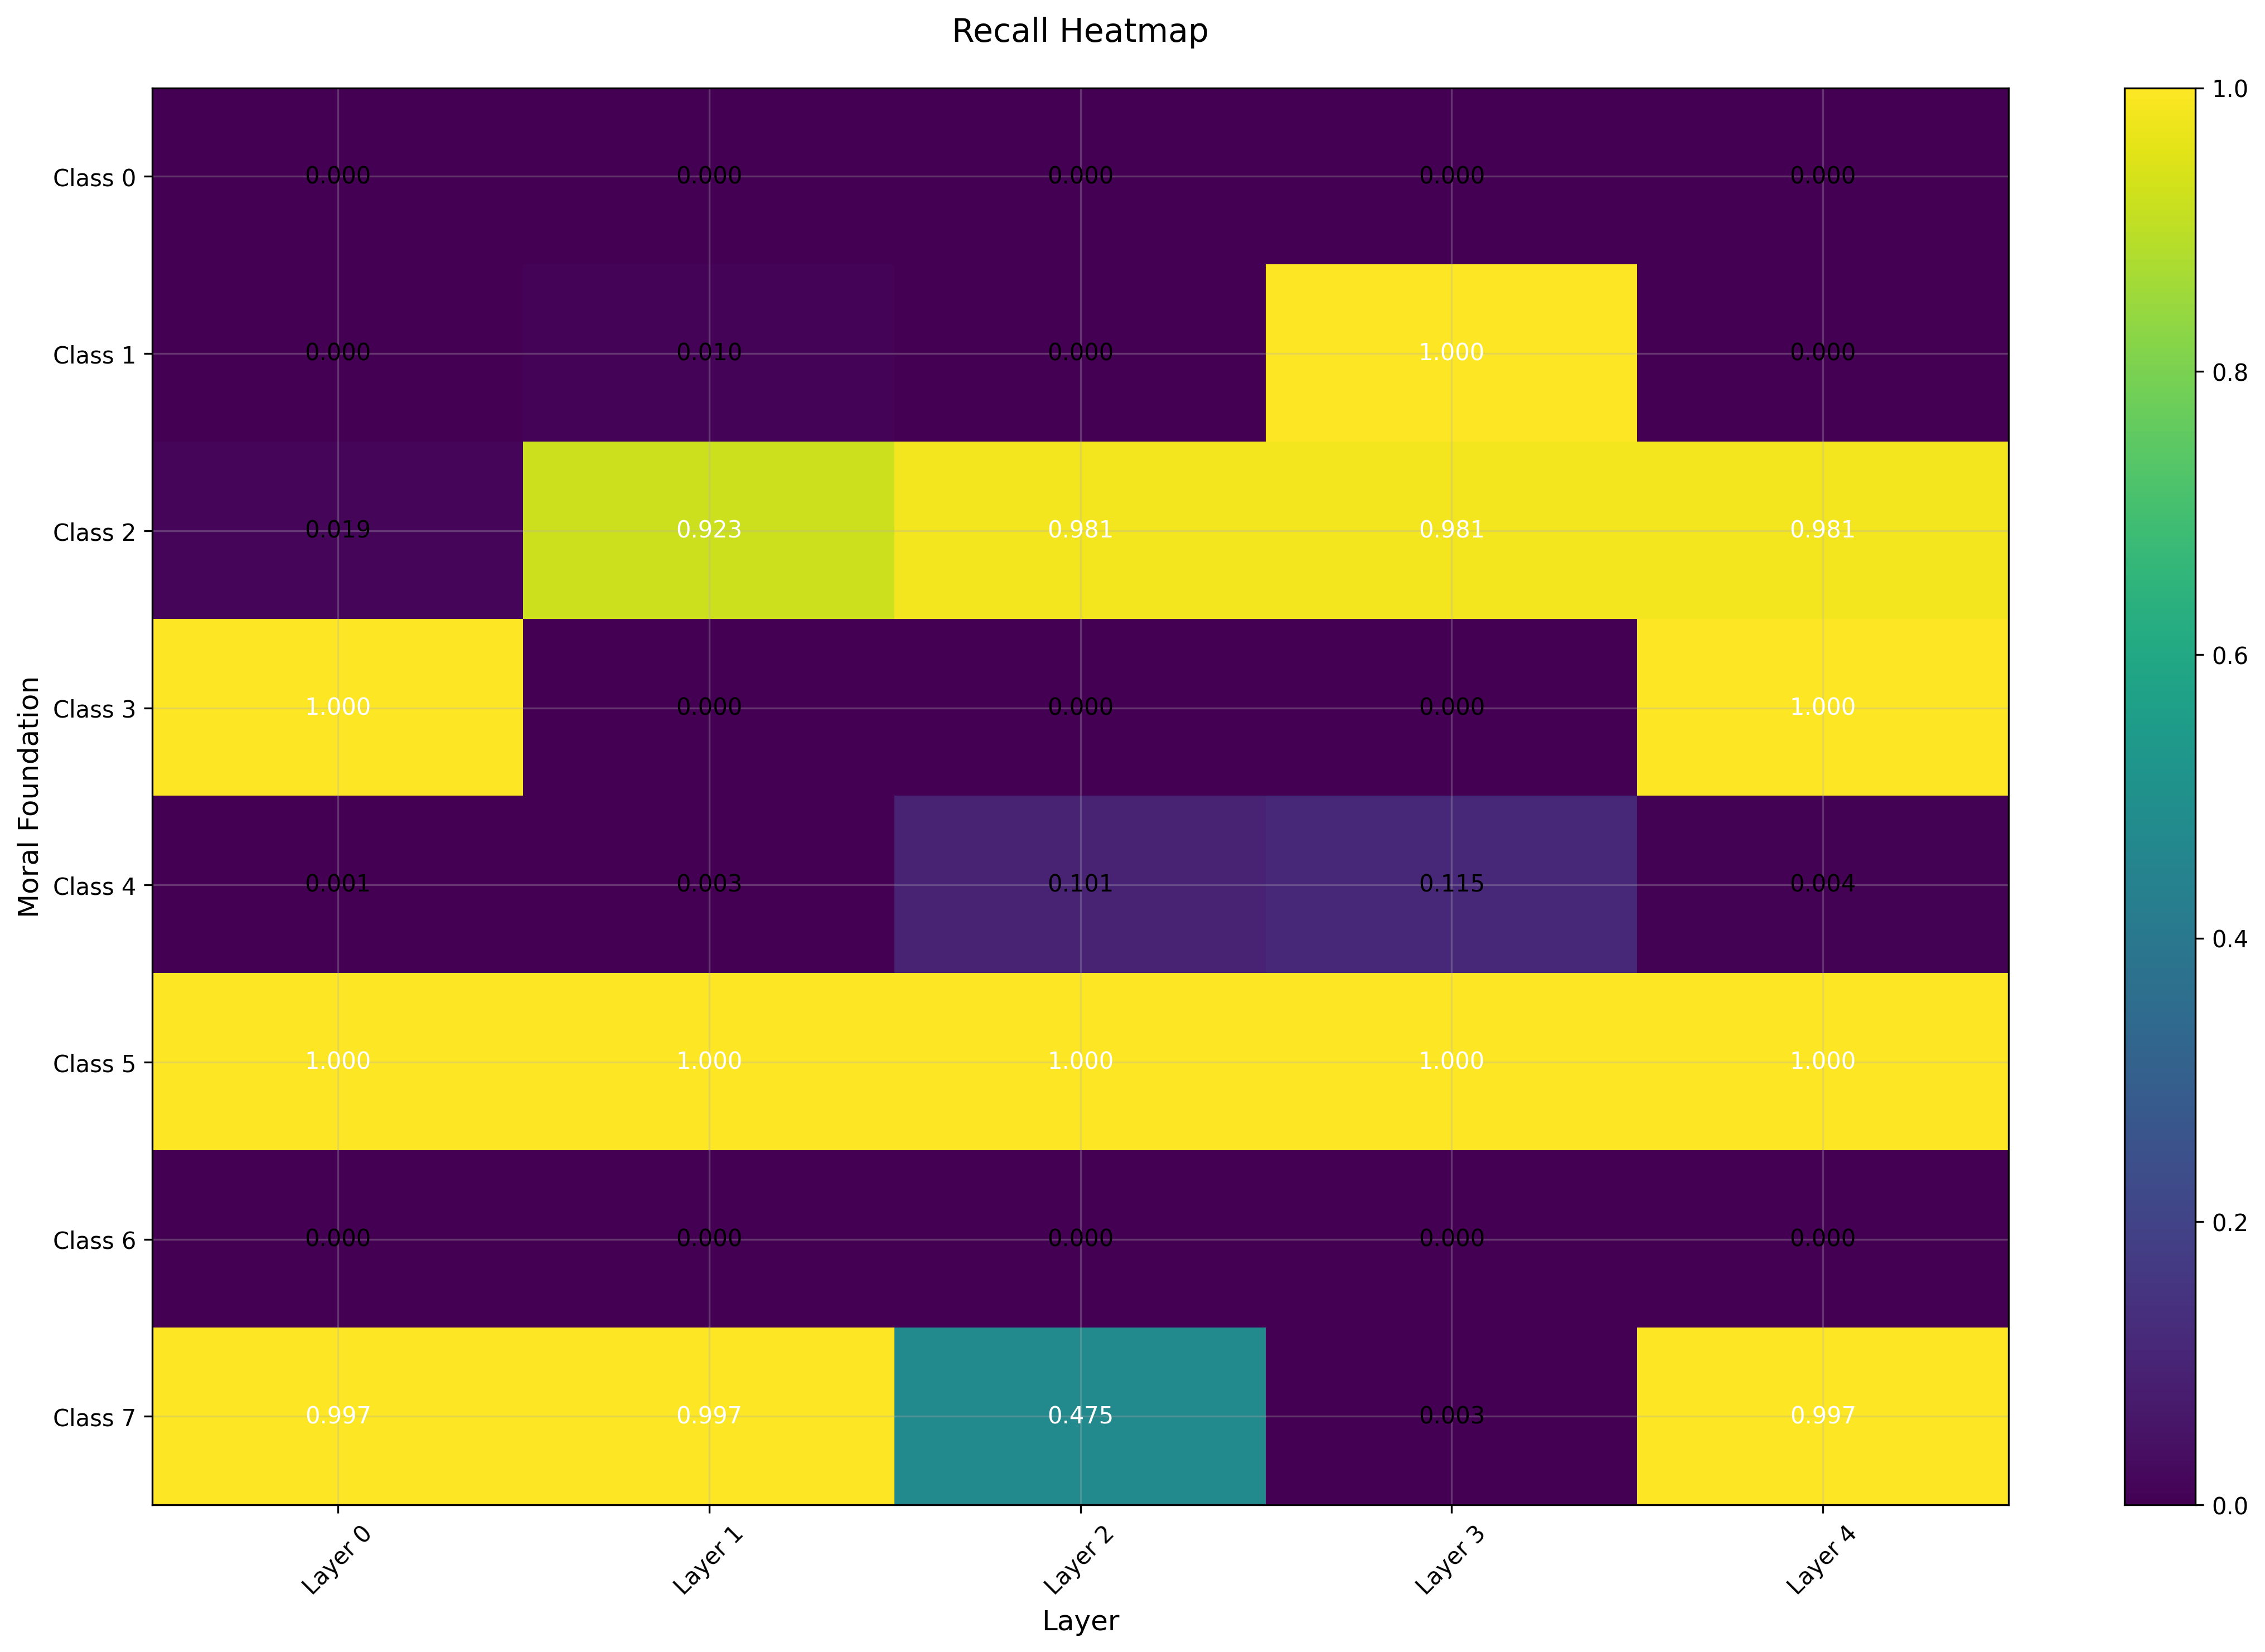 Recall Heatmap
1.0
Class 0 0.000 0.000 0.000 0.000 0.000
Class 1 0.000 0.010 0.000 1.000 0.000
0.8
Class 2 0.019 0.923 0.981 0.981 0.981
0.6
Class 3 1.000 0.000 0.000 0.000 1.000
Moral Foundation
Class 4 0.001 0.003 0.101 0.115 0.004
0.4
Class 5 1.000 1.000 1.000 1.000 1.000
0.2
Class 6 0.000 0.000 0.000 0.000 0.000
Class 7 0.997 0.997 0.475 0.003 0.997
0.0
Layer 0 Layer 1 Layer 2 Layer 3 Layer 4
Layer